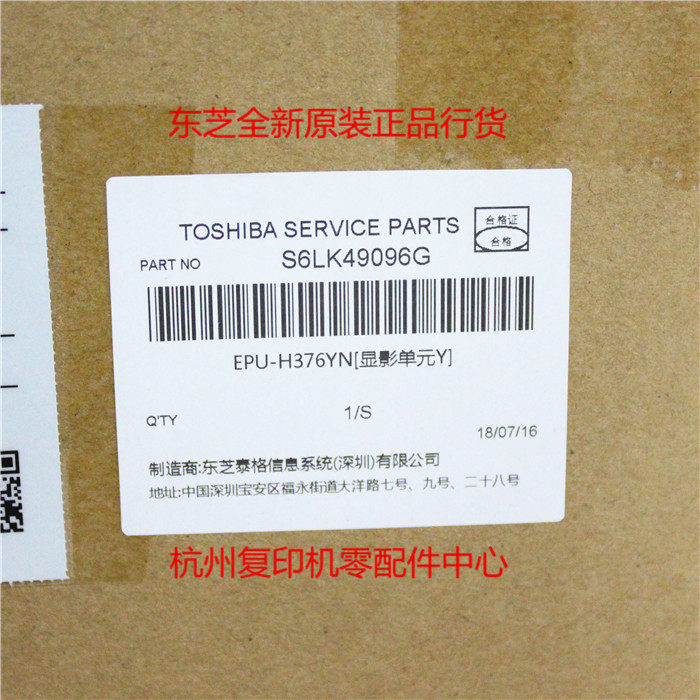 东芝全新原装正品行货
TOSHIBA SERVICE PARTS
合格证
合格
PART NO
S6LK49096G
EPU-H376YN[显影单元Y]
Q'TY
1/S
18/07/16
制造商:东芝泰格信息系统(深圳)有限公司
地址:中国深圳宝安区福永街道大洋路七号、九号、二十八号
杭州复印机零配件中心